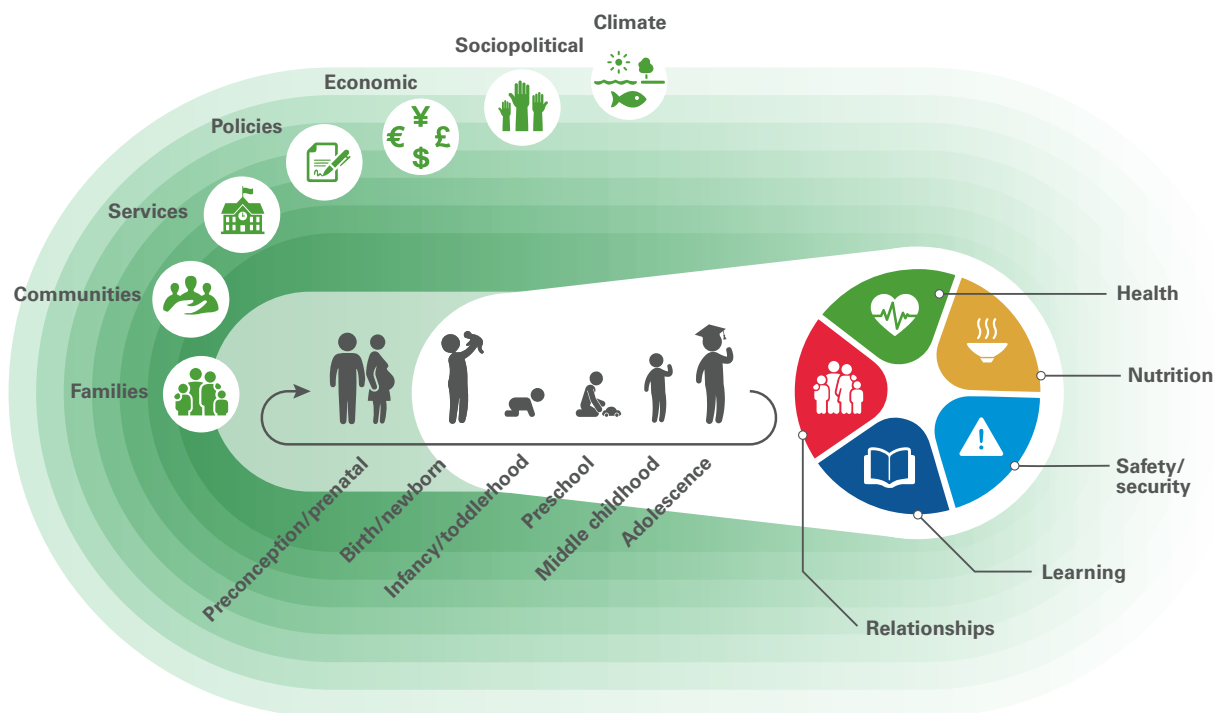 Climate
Sociopolitical
Economic
Policies
Services
Communities
Families
¥
€ £
$
Preconception/prenatal
Birth/newborn
Infancy/toddlerhood
Preschool
Middle childhood
Adolescence
Health
Nutrition
Safety/
security
Learning
Relationships